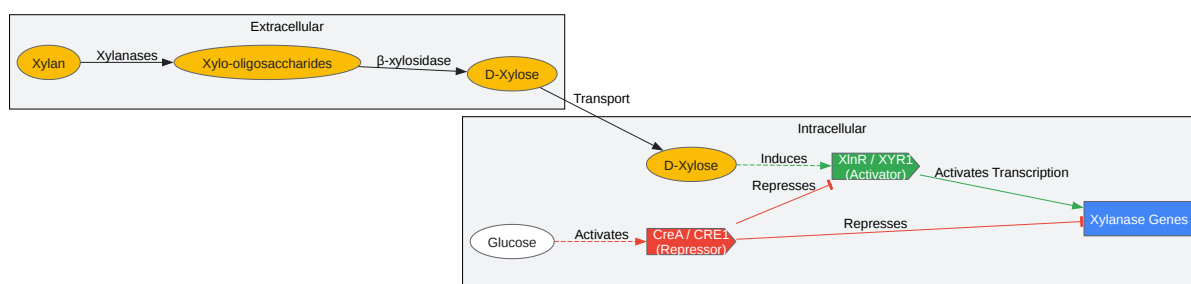 Extracellular
Xylan
Xylanases
Xylo-oligosaccharides
β-xylosidase
D-Xylose
Transport
Intracellular
D-Xylose
Induces
XlnR / XYR1
(Activator)
Activates Transcription
Represses
Xylanase Genes
Glucose
Activates
CreA / CRE1
(Repressor)
Represses